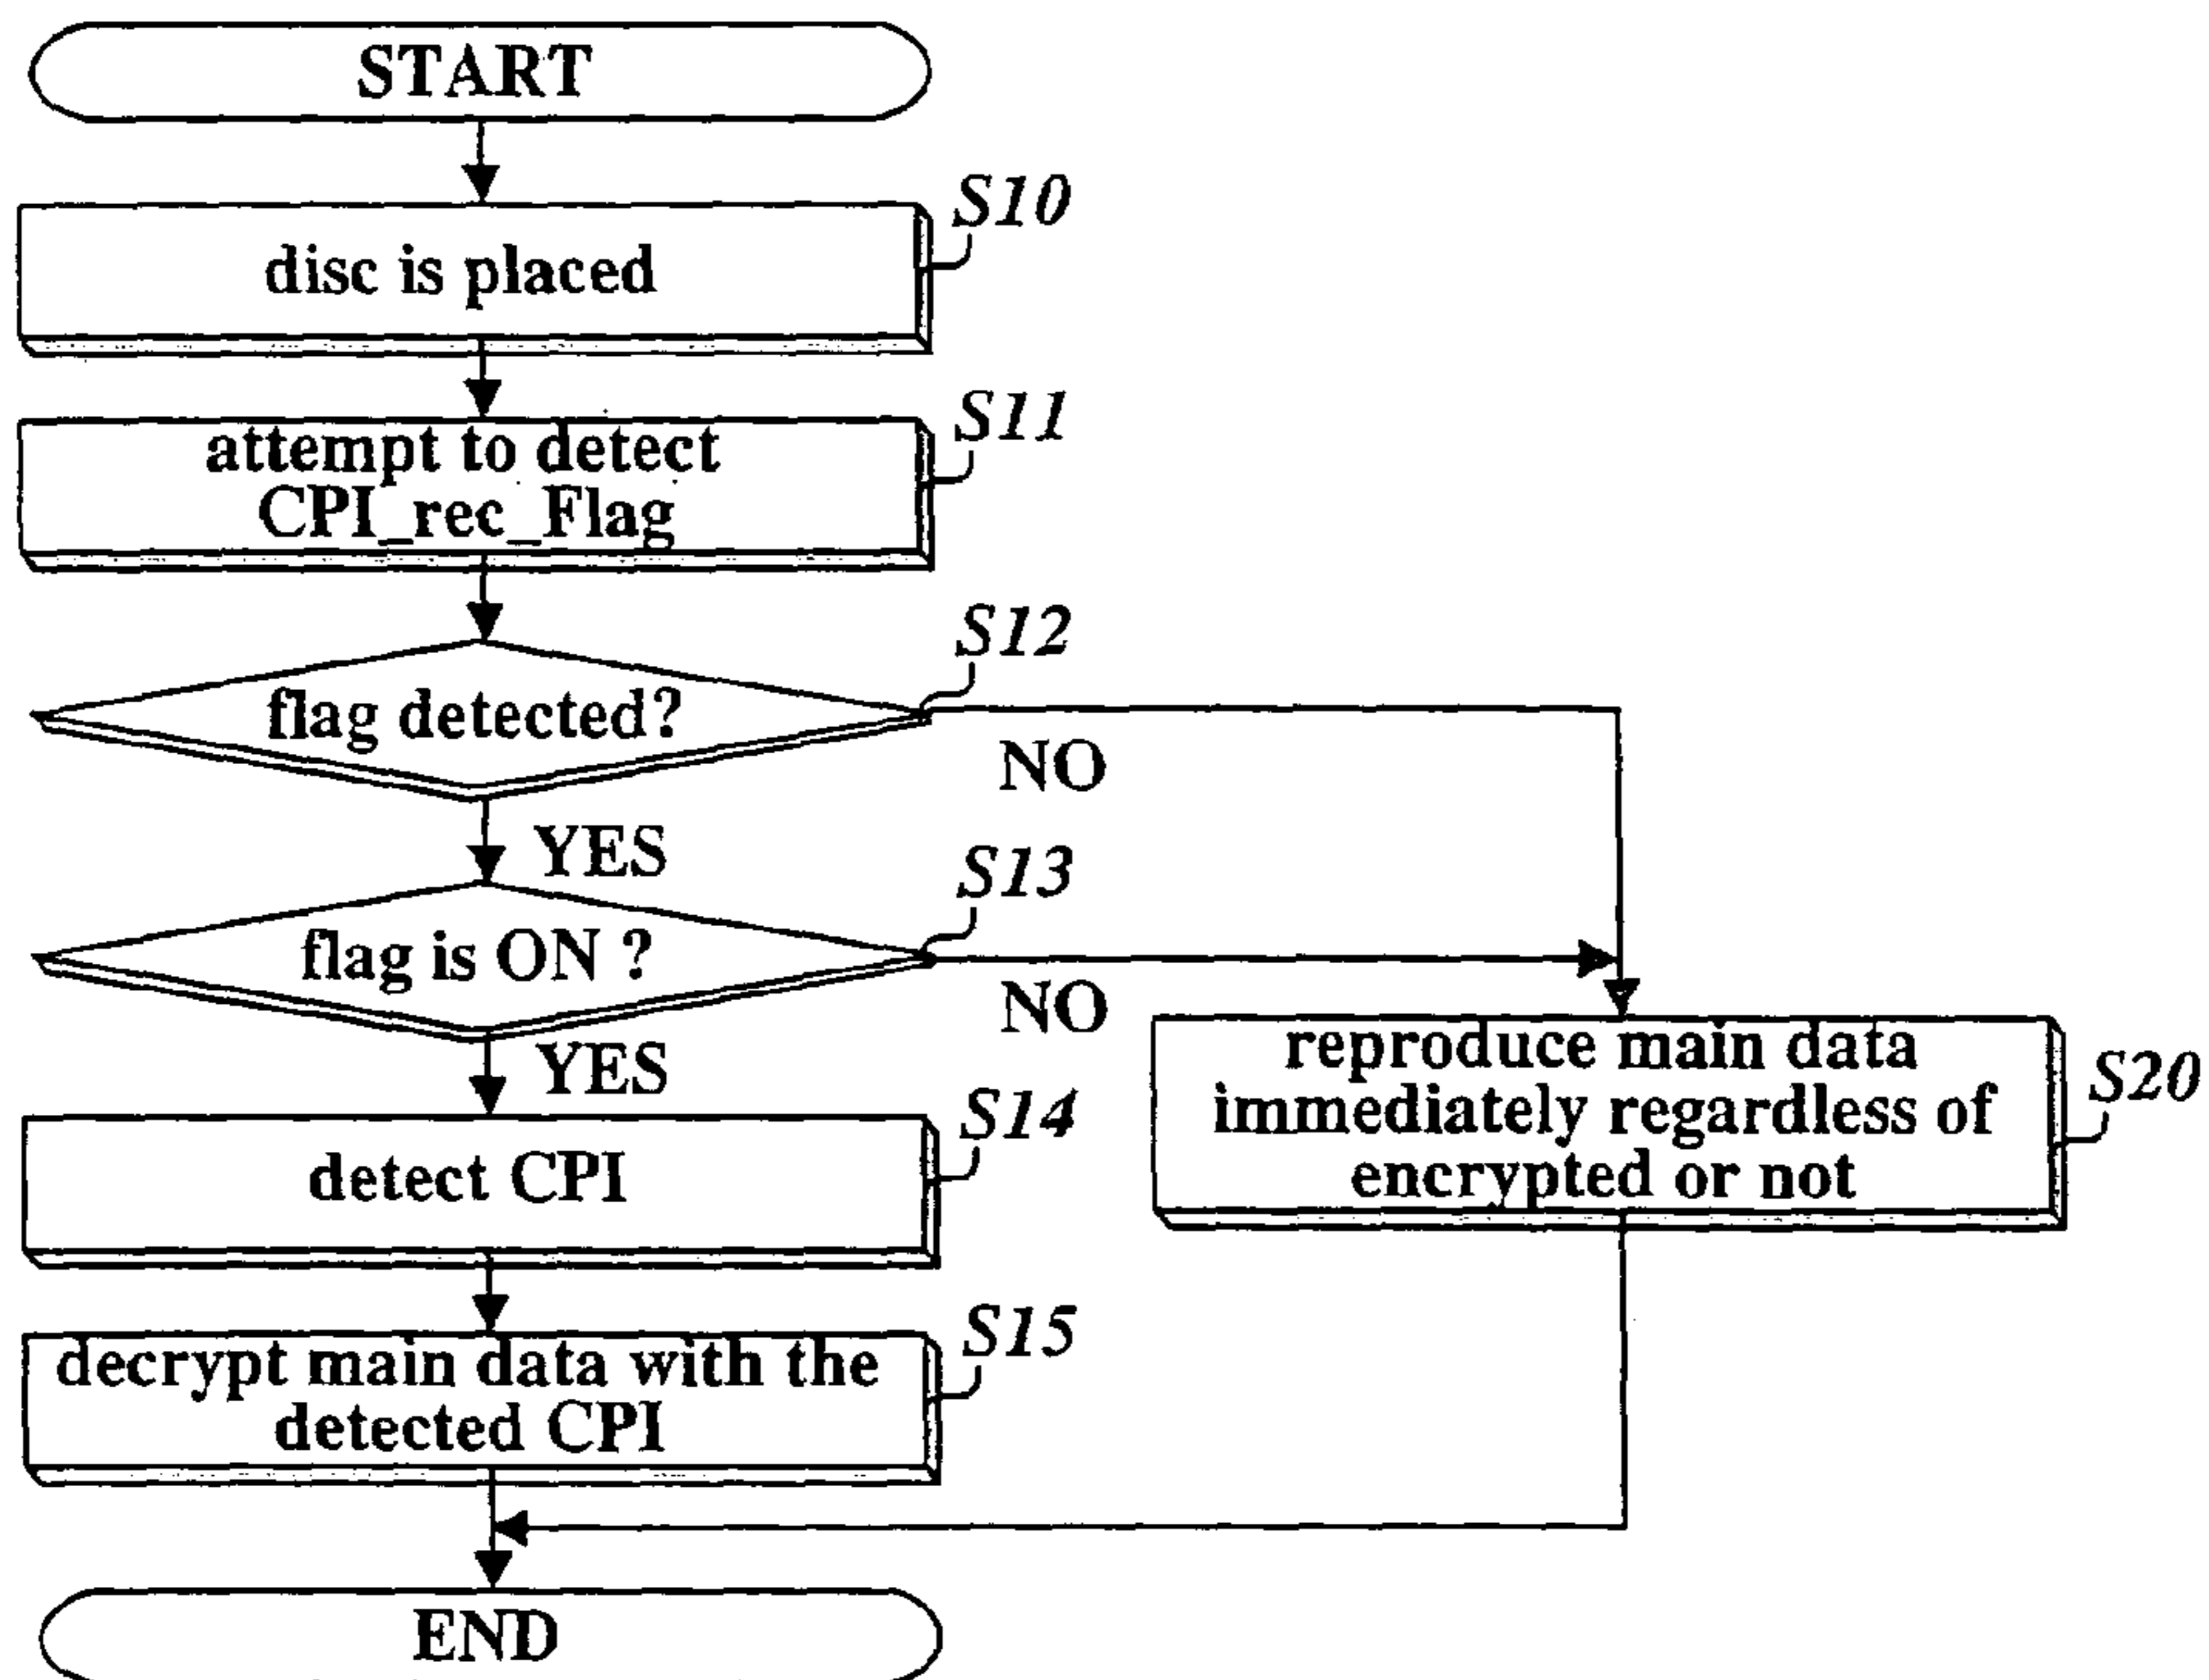 START
S10
disc is placed
S11
attempt to detect
CPI_rec_Flag
S12
flag detected?
NO
YES
S13
flag is ON ?
NO
YES
S14
detect CPI
reproduce main data
immediately regardless of
encrypted or not
S20
S15
decrypt main data with the
detected CPI
END